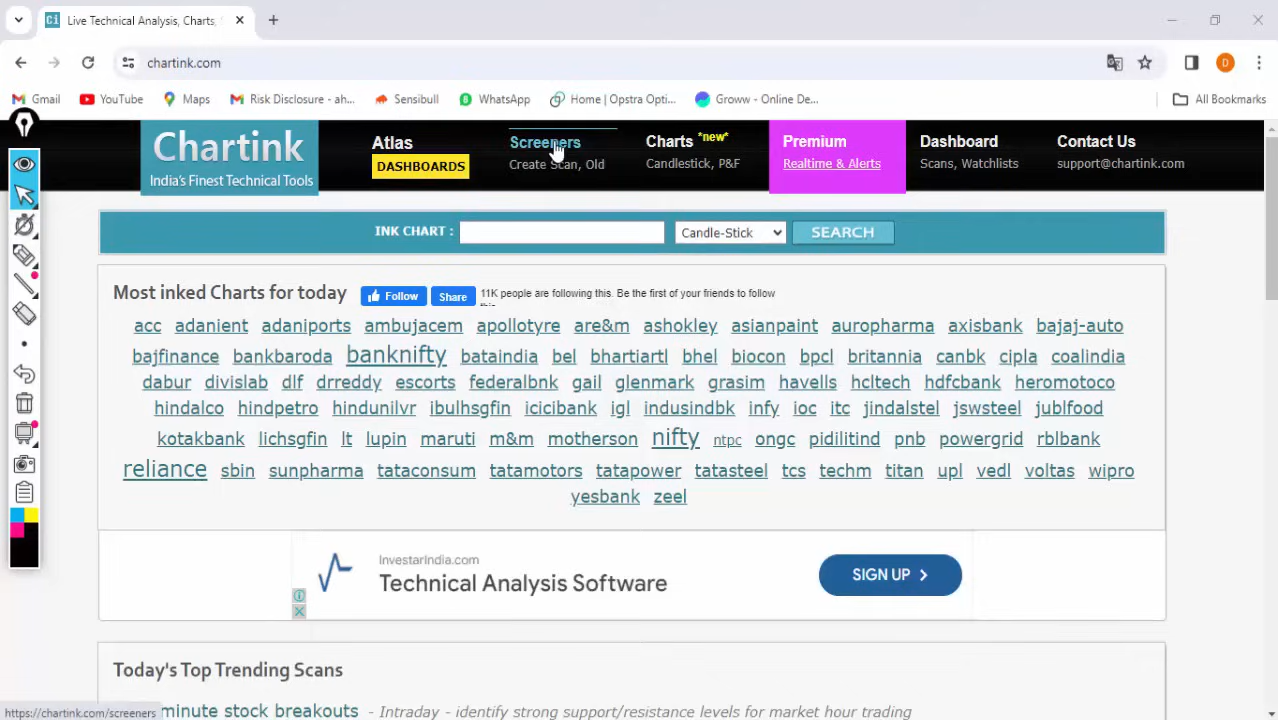 Ci Live Technical Analysis, Charts,
chartink.com
D
Gmail YouTube Maps Risk Disclosure - ah... Sensibull WhatsApp Home | Opstra Opti... Groww - Online De... All Bookmarks
Chartink
India's Finest Technical Tools
Atlas
DASHBOARDS
Screeners
Create Scan, Old
Charts *new*
Candlestick, P&F
Premium
Realtime & Alerts
Dashboard
Scans, Watchlists
Contact Us
support@chartink.com
INK CHART : Candle-Stick SEARCH
Most inked Charts for today Follow Share 11K people are following this. Be the first of your friends to follow
acc adanient adaniports ambujacem apollotyre are&m ashokley asianpaint auropharma axisbank bajaj-auto
bajfinance bankbaroda banknifty bataindia bel bhartiartl bhel biocon bpcl britannia canbk cipla coalindia
dabur divislab dlf drreddy escorts federalbnk gail glenmark grasim havells hcltech hdfcbank heromotoco
hindalco hindpetro hindunilvr ibulhsgfin icicibank igl indusindbk infy ioc itc jindalstel jswsteel jublfood
kotakbank lichsgfin lt lupin maruti m&m motherson nifty ntpc ongc pidilitind pnb powergrid rblbank
reliance sbin sunpharma tataconsum tatamotors tatapower tatasteel tcs techm titan upl vedl voltas wipro
yesbank zeel
InvestarIndia.com
Technical Analysis Software
SIGN UP
Today's Top Trending Scans
minute stock breakouts - Intraday - identify strong support/resistance levels for market hour trading
https://chartink.com/screeners